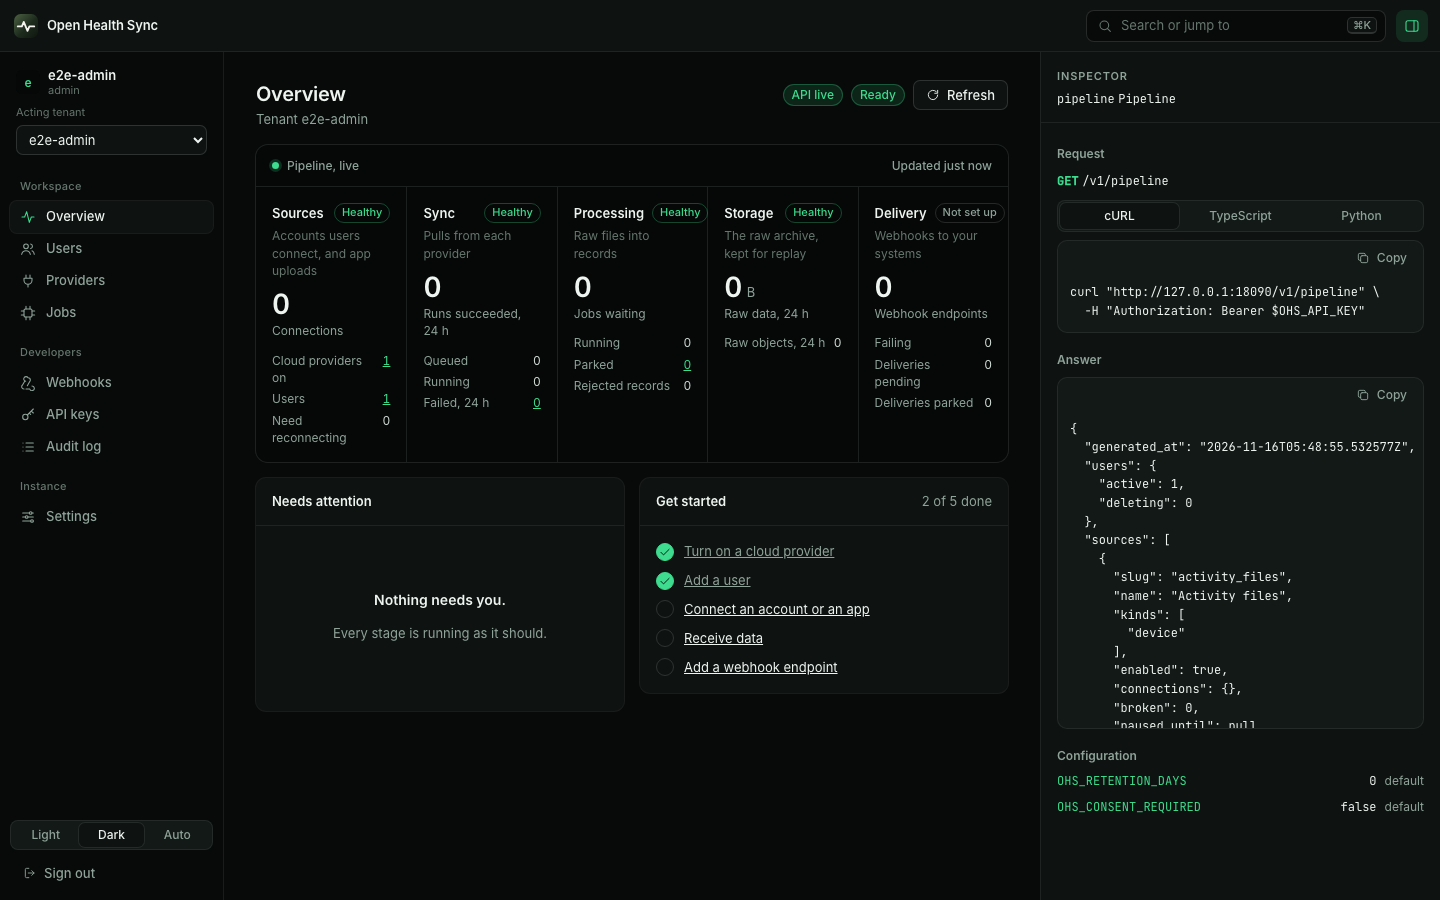 Open Health Sync
Search or jump to
⌘K
e
e2e-admin
admin
Acting tenant
e2e-admin
Workspace
Overview
Users
Providers
Jobs
Developers
Webhooks
API keys
Audit log
Instance
Settings
Light
Dark
Auto
Sign out
Overview
Tenant e2e-admin
API live
Ready
Refresh
Pipeline, live
Updated just now
Sources
Healthy
Accounts users
connect, and app
uploads
0
Connections
Cloud providers
on
1
Users
1
Need
reconnecting
0
Sync
Healthy
Pulls from each
provider
0
Runs succeeded,
24 h
Queued
0
Running
0
Failed, 24 h
0
Processing
Healthy
Raw files into
records
0
Jobs waiting
Running
0
Parked
0
Rejected records
0
Storage
Healthy
The raw archive,
kept for replay
0 B
Raw data, 24 h
Raw objects, 24 h
0
Delivery
Not set up
Webhooks to your
systems
0
Webhook endpoints
Failing
0
Deliveries
pending
0
Deliveries parked
0
Needs attention
Nothing needs you.
Every stage is running as it should.
Get started
2 of 5 done
Turn on a cloud provider
Add a user
Connect an account or an app
Receive data
Add a webhook endpoint
INSPECTOR
pipeline Pipeline
Request
GET /v1/pipeline
cURL
TypeScript
Python
Copy
curl "http://127.0.0.1:18090/v1/pipeline" \
-H "Authorization: Bearer $OHS_API_KEY"
Answer
Copy
{
"generated_at": "2026-11-16T05:48:55.532577Z",
"users": {
"active": 1,
"deleting": 0
},
"sources": [
{
"slug": "activity_files",
"name": "Activity files",
"kinds": [
"device"
],
"enabled": true,
"connections": {},
"broken": 0,
"paused_until": null
Configuration
OHS_RETENTION_DAYS
0 default
OHS_CONSENT_REQUIRED
false default